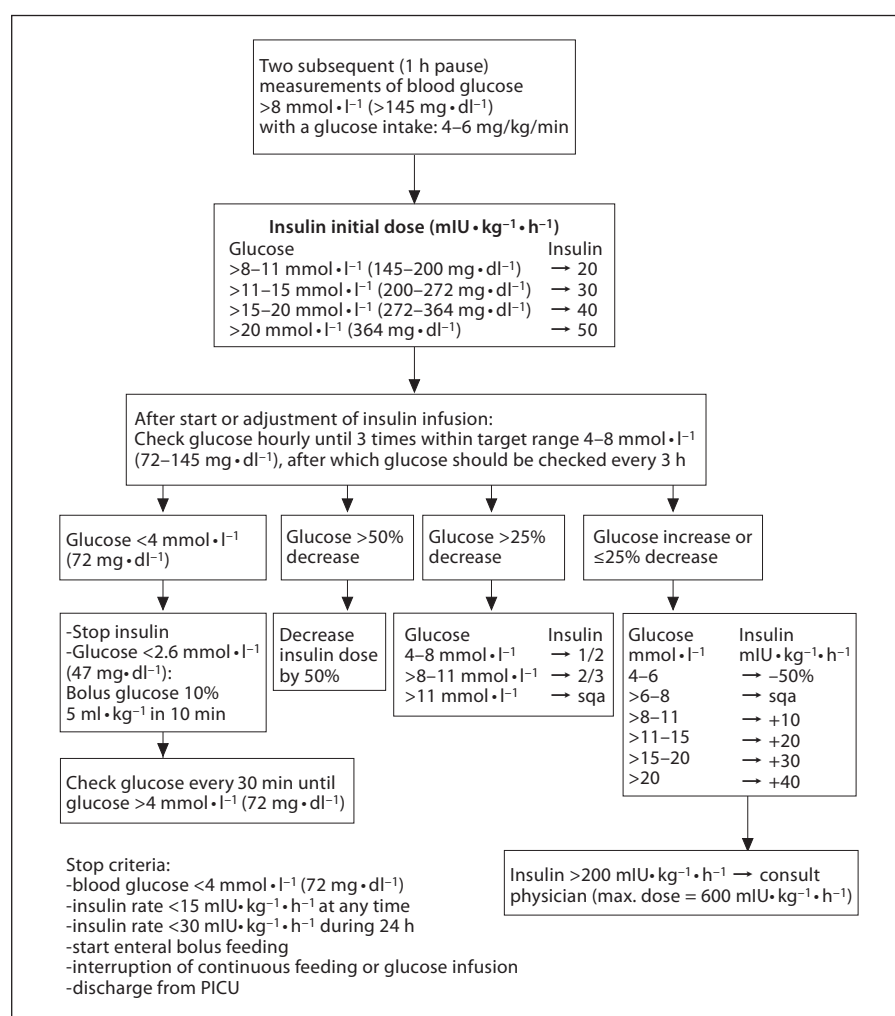 Two subsequent (1 h pause)
measurements of blood glucose
>8 mmol•l⁻¹ (>145 mg•dl⁻¹)
with a glucose intake: 4–6 mg/kg/min
Insulin initial dose (mIU•kg⁻¹•h⁻¹)
Glucose Insulin
>8–11 mmol•l⁻¹ (145–200 mg•dl⁻¹) → 20
>11–15 mmol•l⁻¹ (200–272 mg•dl⁻¹) → 30
>15–20 mmol•l⁻¹ (272–364 mg•dl⁻¹) → 40
>20 mmol•l⁻¹ (364 mg•dl⁻¹) → 50
After start or adjustment of insulin infusion:
Check glucose hourly until 3 times within target range 4–8 mmol•l⁻¹
(72–145 mg•dl⁻¹), after which glucose should be checked every 3 h
Glucose <4 mmol•l⁻¹
(72 mg•dl⁻¹)
Glucose >50%
decrease
Glucose >25%
decrease
Glucose increase or
≤25% decrease
-Stop insulin
-Glucose <2.6 mmol•l⁻¹
(47 mg•dl⁻¹):
Bolus glucose 10%
5 ml•kg⁻¹ in 10 min
Decrease
insulin dose
by 50%
Glucose Insulin
4–8 mmol•l⁻¹ → 1/2
>8–11 mmol•l⁻¹ → 2/3
>11 mmol•l⁻¹ → sqa
Glucose Insulin
mmol•l⁻¹ mIU•kg⁻¹•h⁻¹
4–6 → –50%
>6–8 → sqa
>8–11 → +10
>11–15 → +20
>15–20 → +30
>20 → +40
Check glucose every 30 min until
glucose >4 mmol•l⁻¹ (72 mg•dl⁻¹)
Insulin >200 mIU•kg⁻¹•h⁻¹ → consult
physician (max. dose = 600 mIU•kg⁻¹•h⁻¹)
Stop criteria:
-blood glucose <4 mmol•l⁻¹ (72 mg•dl⁻¹)
-insulin rate <15 mIU•kg⁻¹•h⁻¹ at any time
-insulin rate <30 mIU•kg⁻¹•h⁻¹ during 24 h
-start enteral bolus feeding
-interruption of continuous feeding or glucose infusion
-discharge from PICU